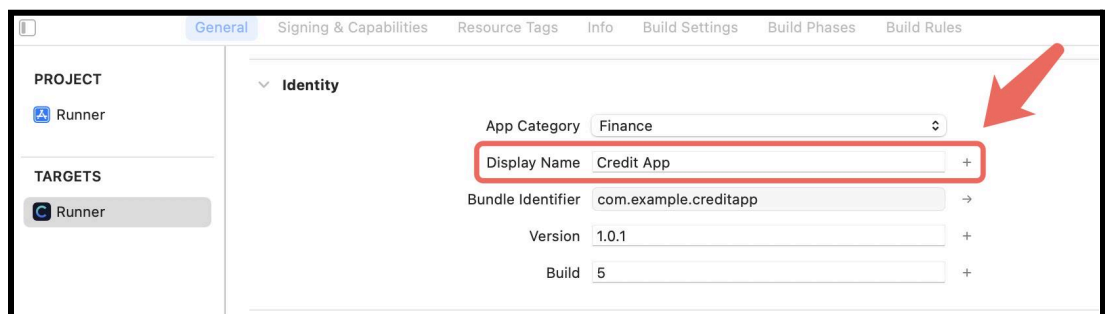 General Signing & Capabilities Resource Tags Info Build Settings Build Phases Build Rules
PROJECT
Runner
TARGETS
Runner
Identity
App Category Finance
Display Name Credit App
Bundle Identifier com.example.creditapp
Version 1.0.1
Build 5